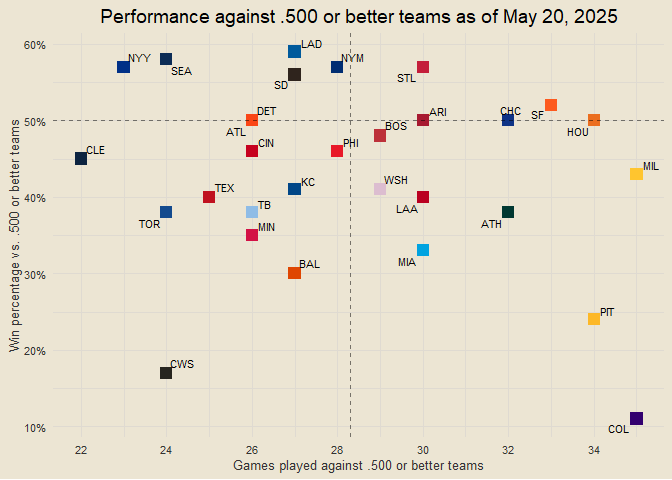 Performance against .500 or better teams as of May 20, 2025
60%
LAD
NYY
NYM
SEA
STL
SD
CHC
SF
DET
ARI
50%
ATL
BOS
HOU
CIN
PHI
CLE
MIL
KC
WSH
TEX
40%
TB
LAA
TOR
MIN
ATH
BAL
MIA
30%
PIT
20%
CWS
COL
10%
22
24
26
28
30
32
34
Games played against .500 or better teams
Win percentage vs. .500 or better teams